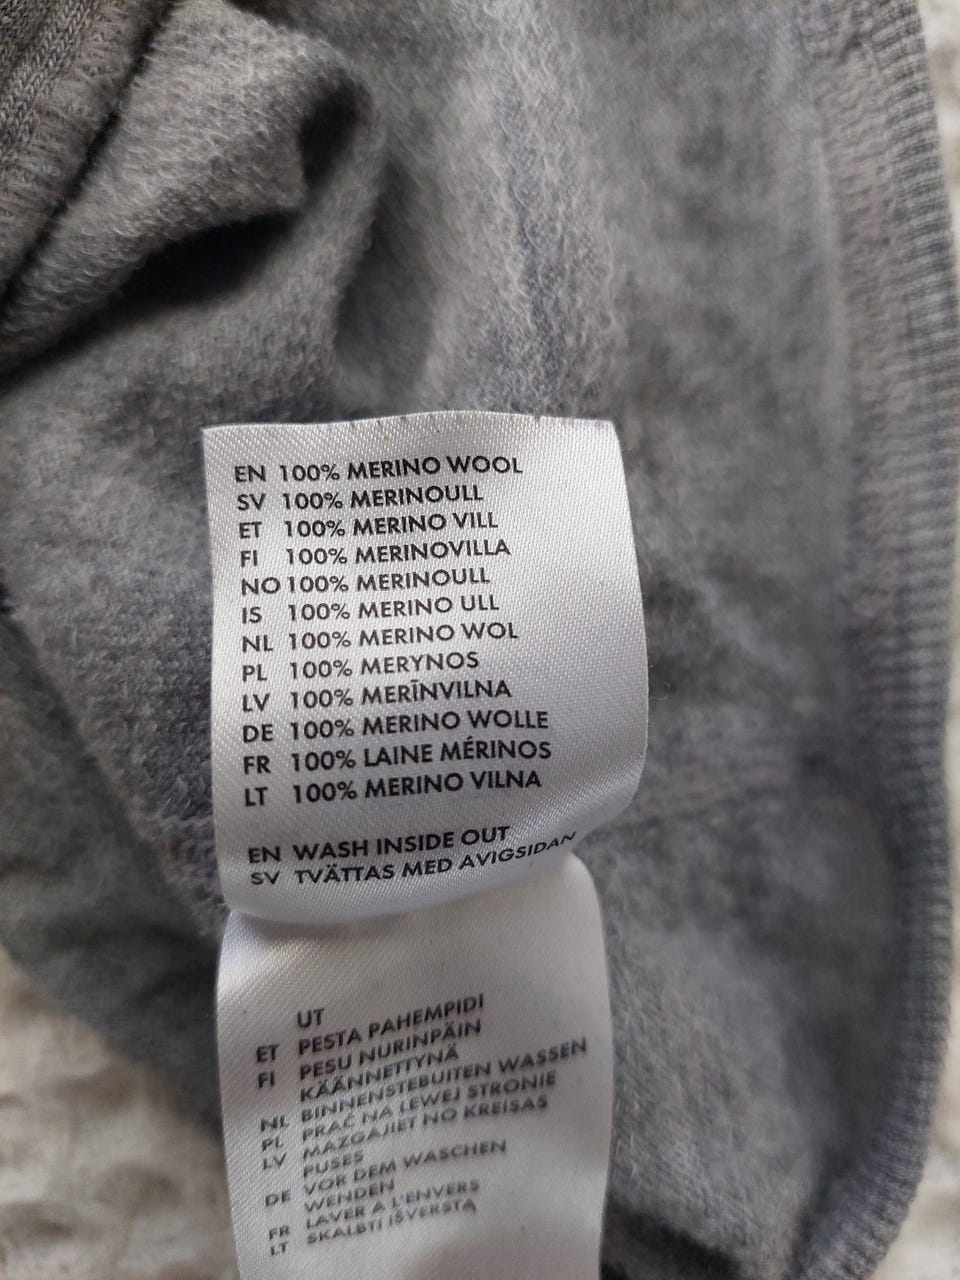 EN 100% MERINO WOOL
SV 100% MERINOULL
ET 100% MERINO VILL
FI 100% MERINOVILLA
NO 100% MERINOULL
IS 100% MERINO ULL
NL 100% MERINO WOL
PL 100% MERYNOS
LV 100% MERĪNVILNA
DE 100% MERINO WOLLE
FR 100% LAINE MÉRINOS
LT 100% MERINO VILNA
EN WASH INSIDE OUT
SV TVÄTTAS MED AVIGSIDAN
UT
ET PESTA PAHEMPIDI
FI PESU NURINPÄIN
KÄÄNNETTYNÄ
NL BINNENSTEBUITEN WASSEN
PL PRAĆ NA LEWEJ STRONIE
LV MAZGAJIET NO KREISAS
PUSES
DE VOR DEM WASCHEN
WENDEN
FR LAVER A L'ENVERS
LT SKALBTI IŠVERSTĄ